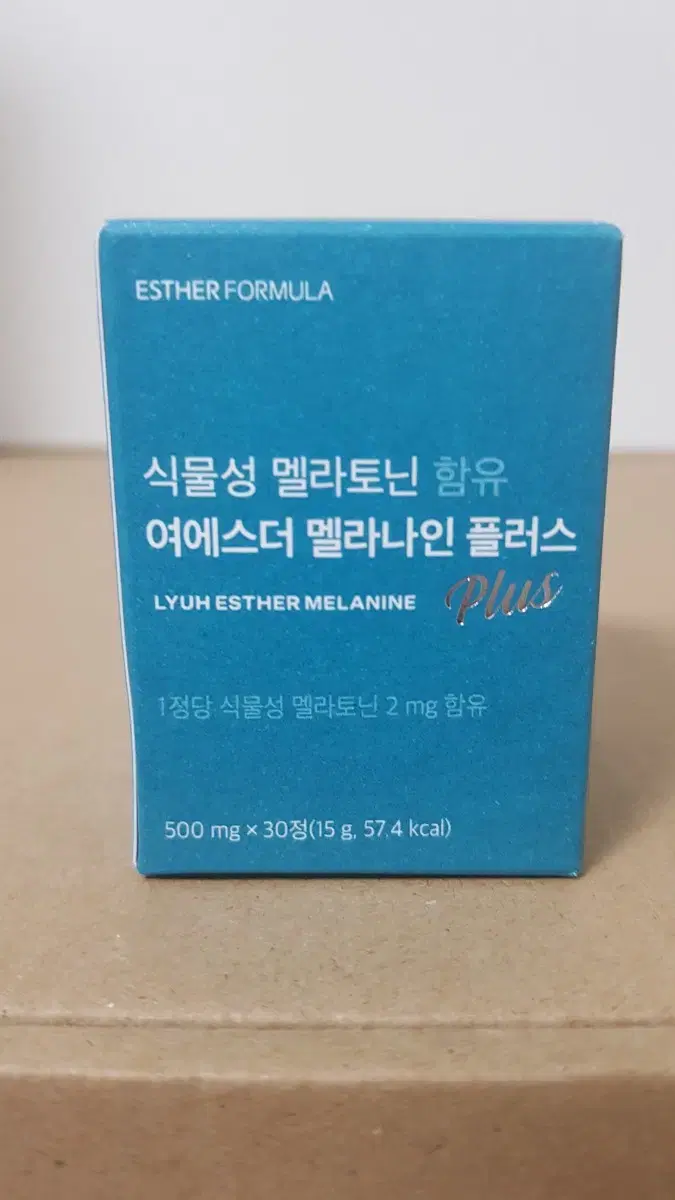 ESTHER FORMULA
식물성 멜라토닌 함유
여에스더 멜라나인 플러스
LYUH ESTHER MELANINE Plus
1정당 식물성 멜라토닌 2 mg 함유
500 mg × 30정(15 g, 57.4 kcal)